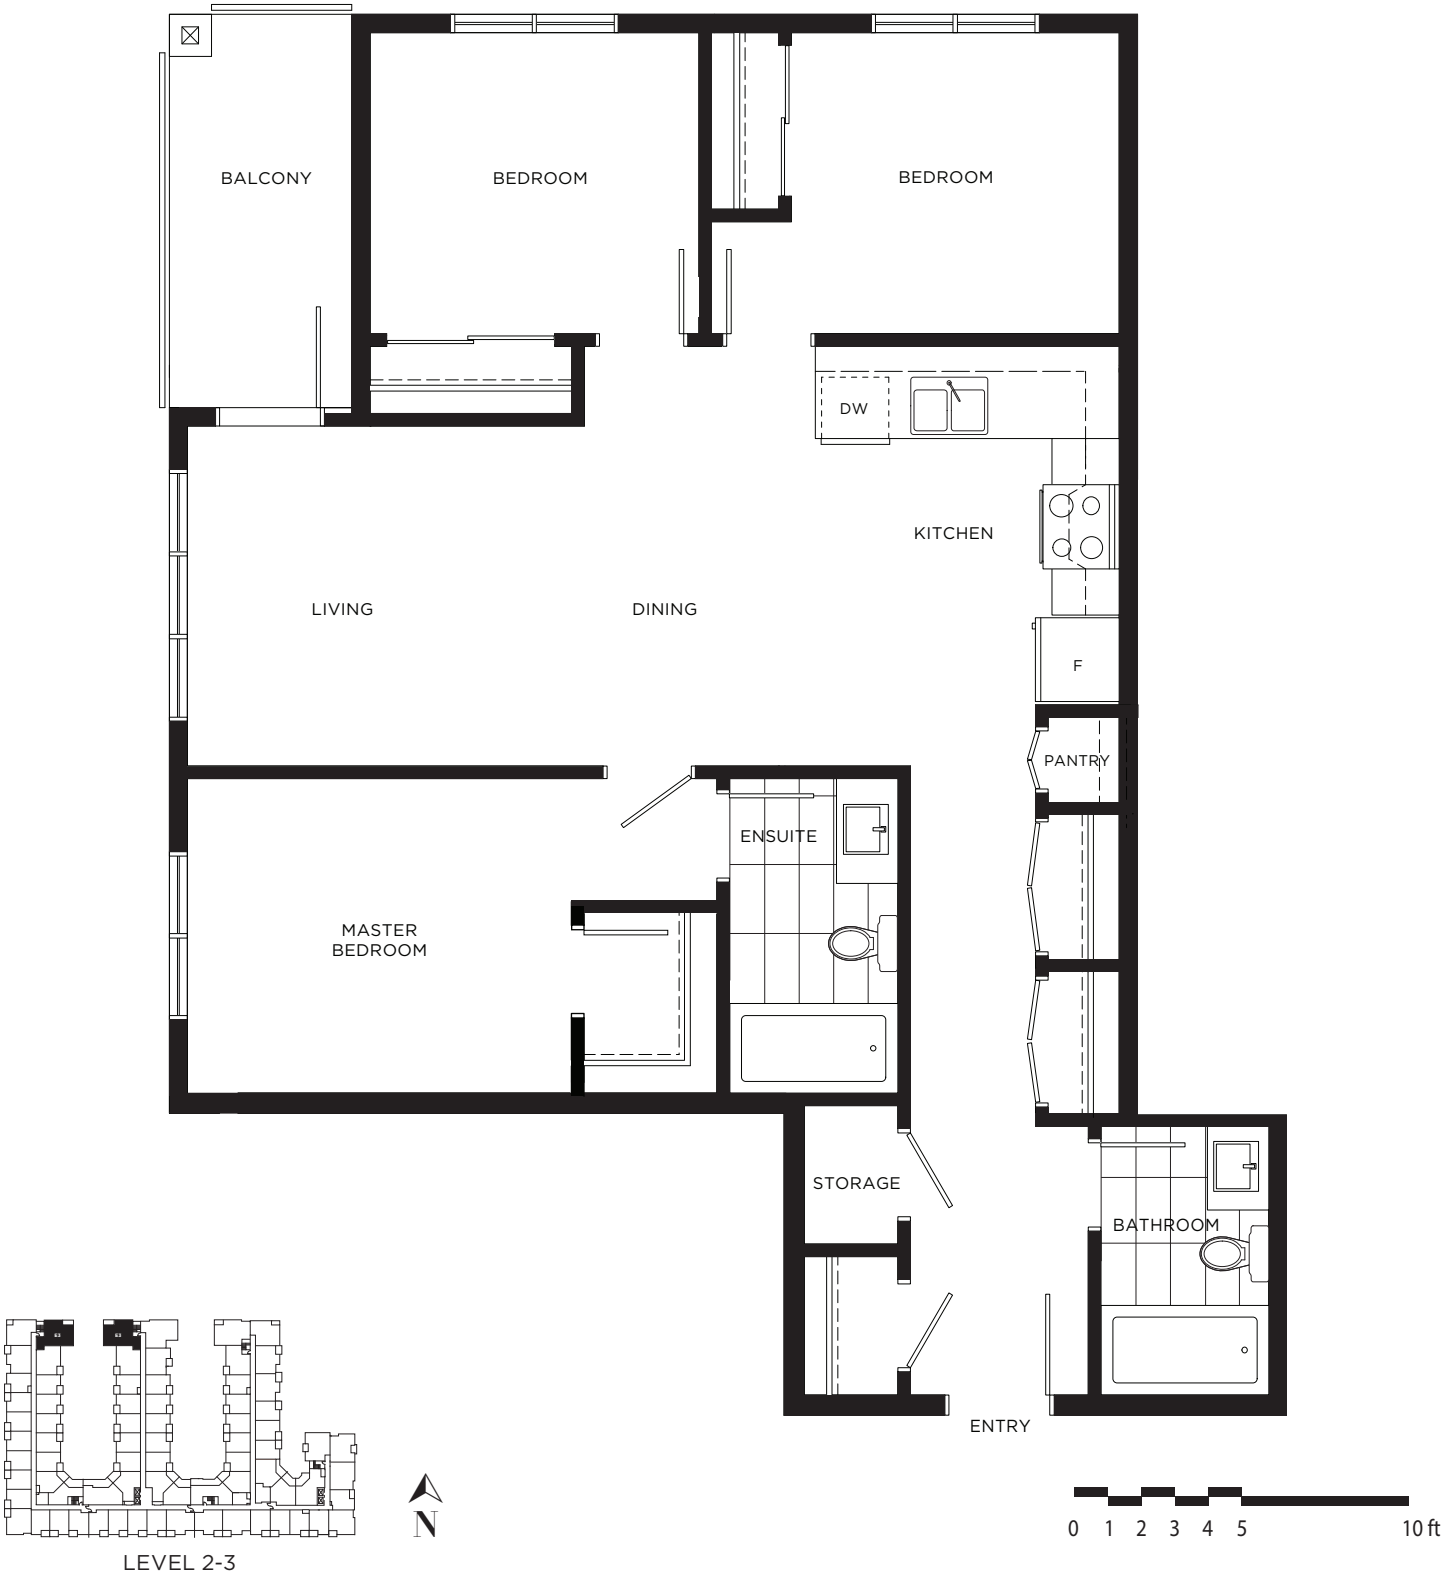 BALCONY
BEDROOM
BEDROOM
DW
KITCHEN
LIVING
DINING
F
PANTRY
ENSUITE
MASTER
BEDROOM
STORAGE
BATHROOM
ENTRY
N
0 1 2 3 4 5 10 ft
LEVEL 2-3